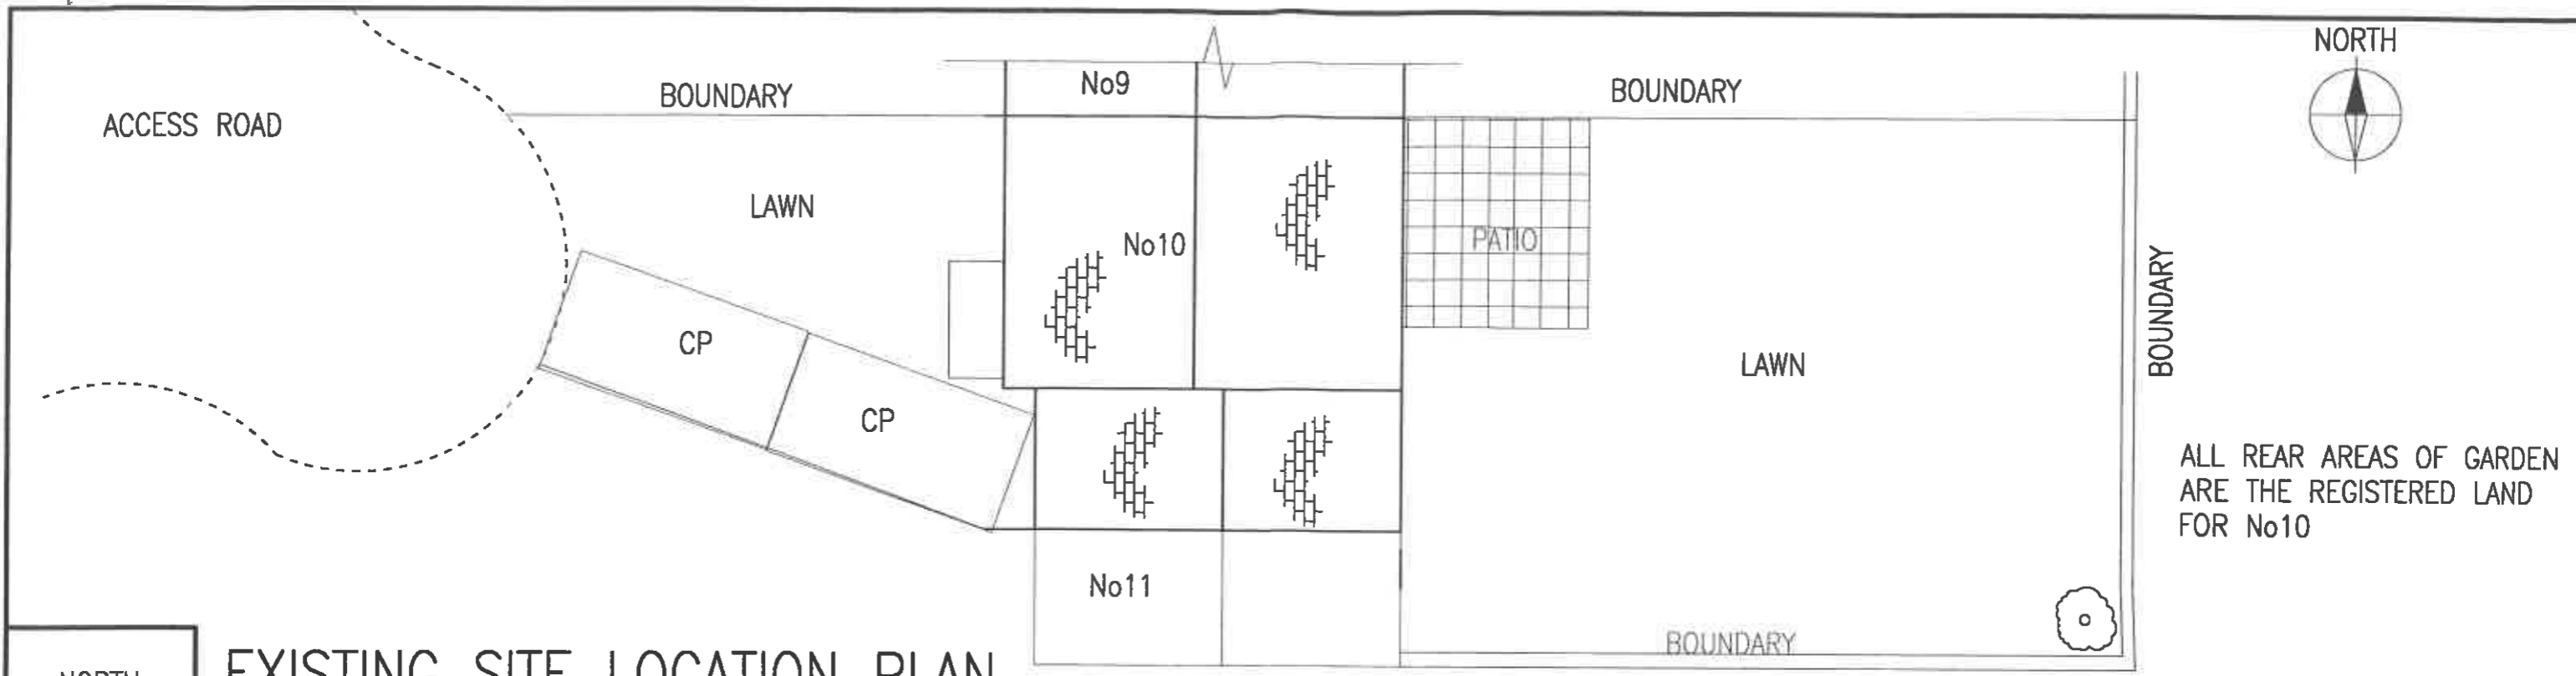 NORTH
No9
BOUNDARY
BOUNDARY
ACCESS ROAD
LAWN
No10
PATIO
BOUNDARY
CP
LAWN
CP
ALL REAR AREAS OF GARDEN
ARE THE REGISTERED LAND
FOR No10
No11
BOUNDARY
EXISTING SITE LOCATION PLAN
NORTH